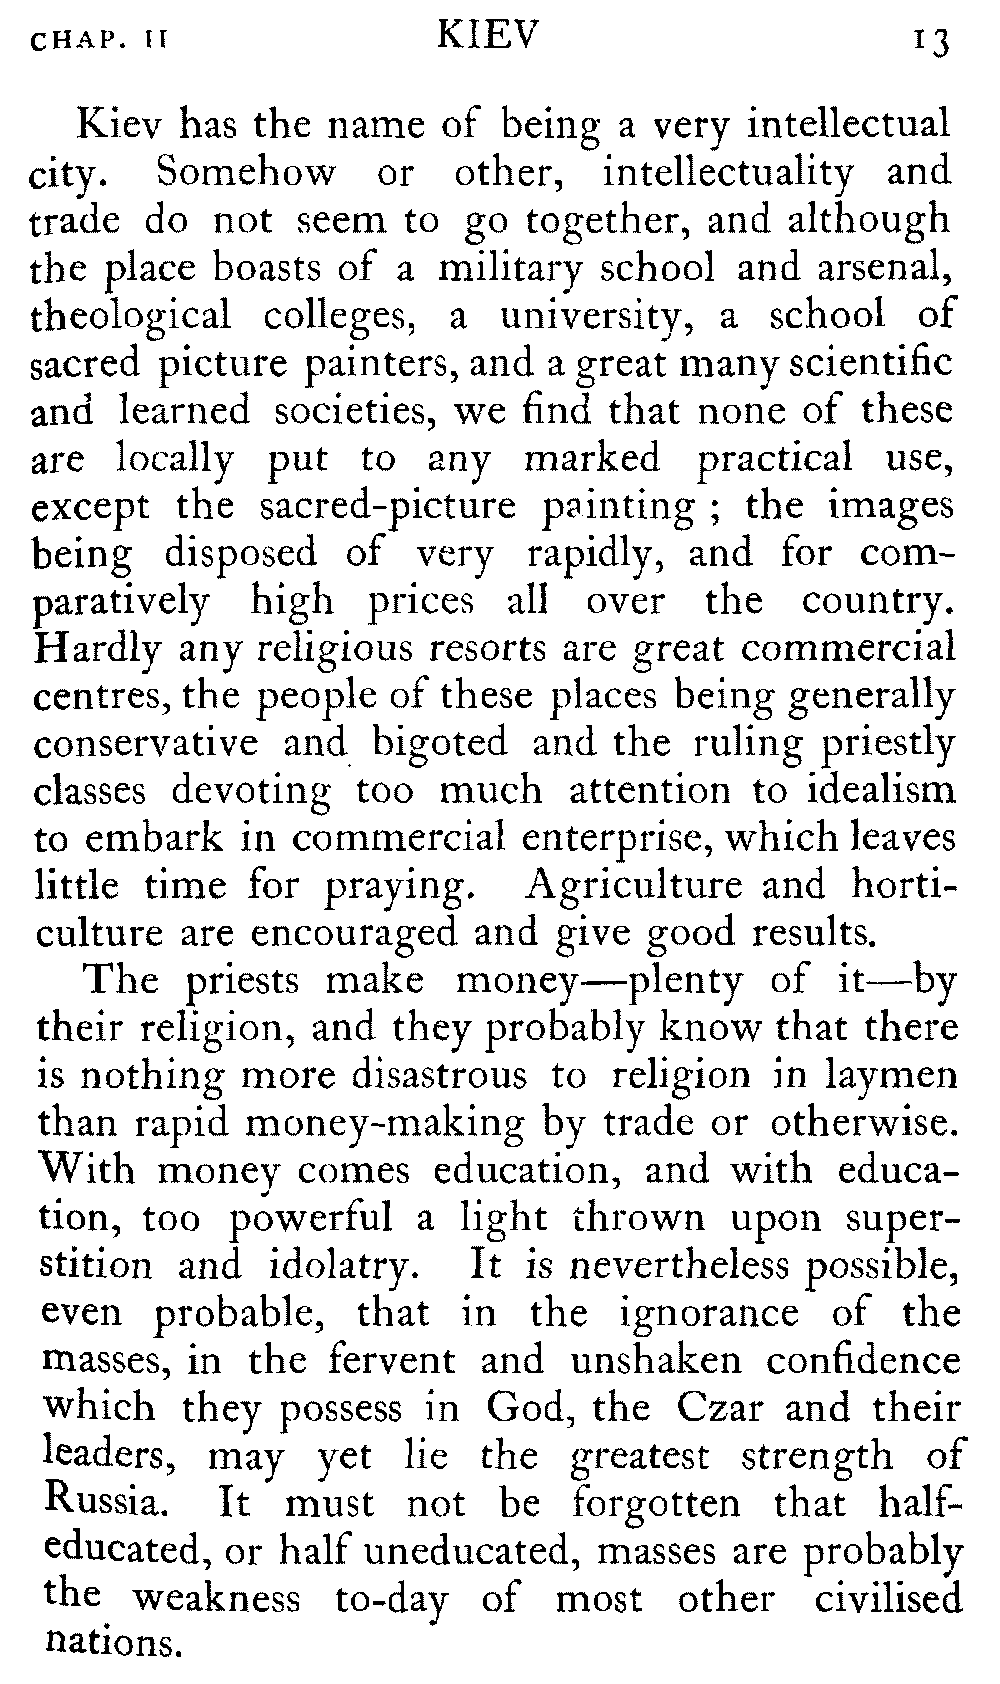 CHAP. II KIEV 13
Kiev has the name of being a very intellectual
city. Somehow or other, intellectuality and
trade do not seem to go together, and although
the place boasts of a military school and arsenal,
theological colleges, a university, a school of
sacred picture painters, and a great many scientific
and learned societies, we find that none of these
are locally put to any marked practical use,
except the sacred-picture painting ; the images
being disposed of very rapidly, and for com-
paratively high prices all over the country.
Hardly any religious resorts are great commercial
centres, the people of these places being generally
conservative and bigoted and the ruling priestly
classes devoting too much attention to idealism
to embark in commercial enterprise, which leaves
little time for praying. Agriculture and horti-
culture are encouraged and give good results.
The priests make money—plenty of it—by
their religion, and they probably know that there
is nothing more disastrous to religion in laymen
than rapid money-making by trade or otherwise.
With money comes education, and with educa-
tion, too powerful a light thrown upon super-
stition and idolatry. It is nevertheless possible,
even probable, that in the ignorance of the
masses, in the fervent and unshaken confidence
which they possess in God, the Czar and their
leaders, may yet lie the greatest strength of
Russia. It must not be forgotten that half-
educated, or half uneducated, masses are probably
the weakness to-day of most other civilised
nations.